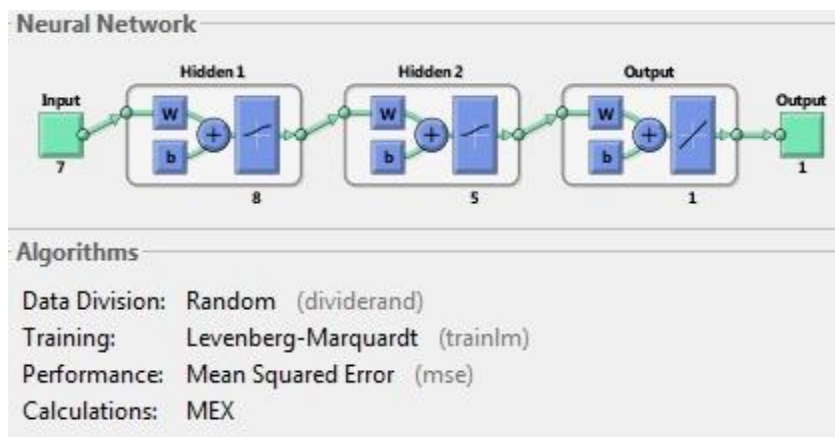 Neural Network
Hidden 1 Hidden 2 Output
Input Output
W W W
b b b
7 1
8 5 1
Algorithms
Data Division: Random (dividerand)
Training: Levenberg-Marquardt (trainlm)
Performance: Mean Squared Error (mse)
Calculations: MEX